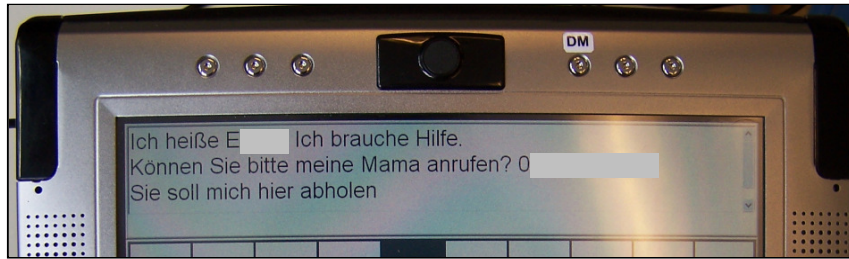 DM
Ich heiße E Ich brauche Hilfe.
Können Sie bitte meine Mama anrufen? 0
Sie soll mich hier abholen